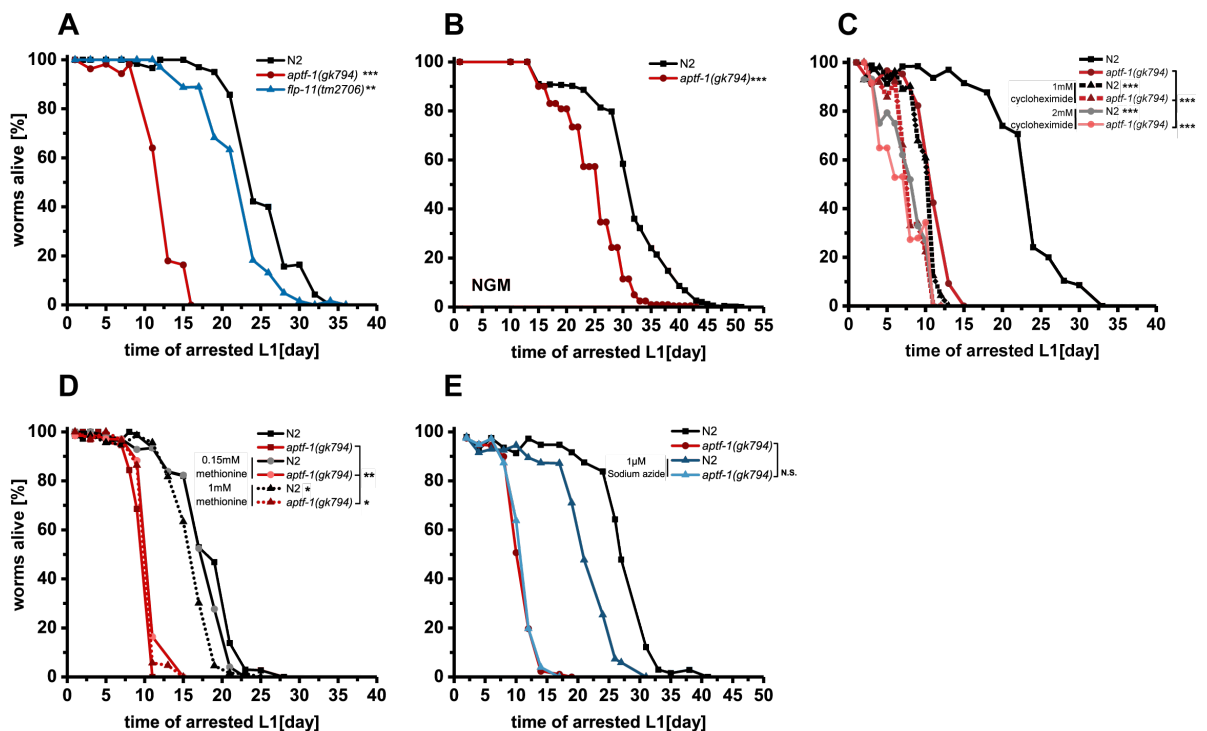 A
worms alive [%]
100
80
60
40
20
0
0 5 10 15 20 25 30 35 40
time of arrested L1[day]
N2
aptf-1(gk794) ***
flp-11(tm2706)**
B
100
80
60
40
20
0
0 5 10 15 20 25 30 35 40 45 50 55
time of arrested L1[day]
NGM
N2
aptf-1(gk794)***
C
100
80
60
40
20
0
0 5 10 15 20 25 30 35 40
time of arrested L1[day]
N2
aptf-1(gk794)
1mM
cycloheximide
N2 ***
aptf-1(gk794)
***
2mM
cycloheximide
N2 ***
aptf-1(gk794)
***
D
worms alive [%]
100
80
60
40
20
0
0 5 10 15 20 25 30 35 40
time of arrested L1[day]
N2
aptf-1(gk794)
0.15mM
methionine
N2
aptf-1(gk794)
**
1mM
methionine
N2 *
aptf-1(gk794)
*
E
100
80
60
40
20
0
0 5 10 15 20 25 30 35 40 45 50
time of arrested L1[day]
N2
aptf-1(gk794)
1µM
Sodium azide
N2
aptf-1(gk794)
N.S.